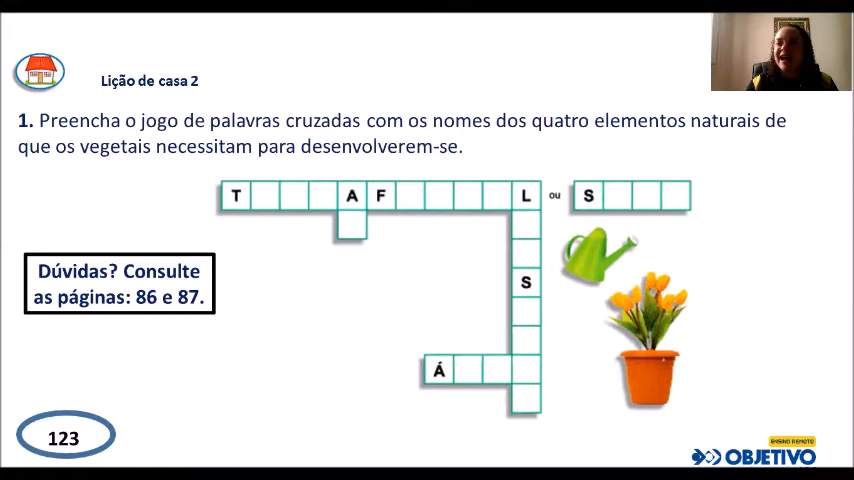 Lição de casa 2
1. Preencha o jogo de palavras cruzadas com os nomes dos quatro elementos naturais de
que os vegetais necessitam para desenvolverem-se.
T A F L ou S
Dúvidas? Consulte
as páginas: 86 e 87.
S
Á
123
ENSINO REMOTO
OBJETIVO